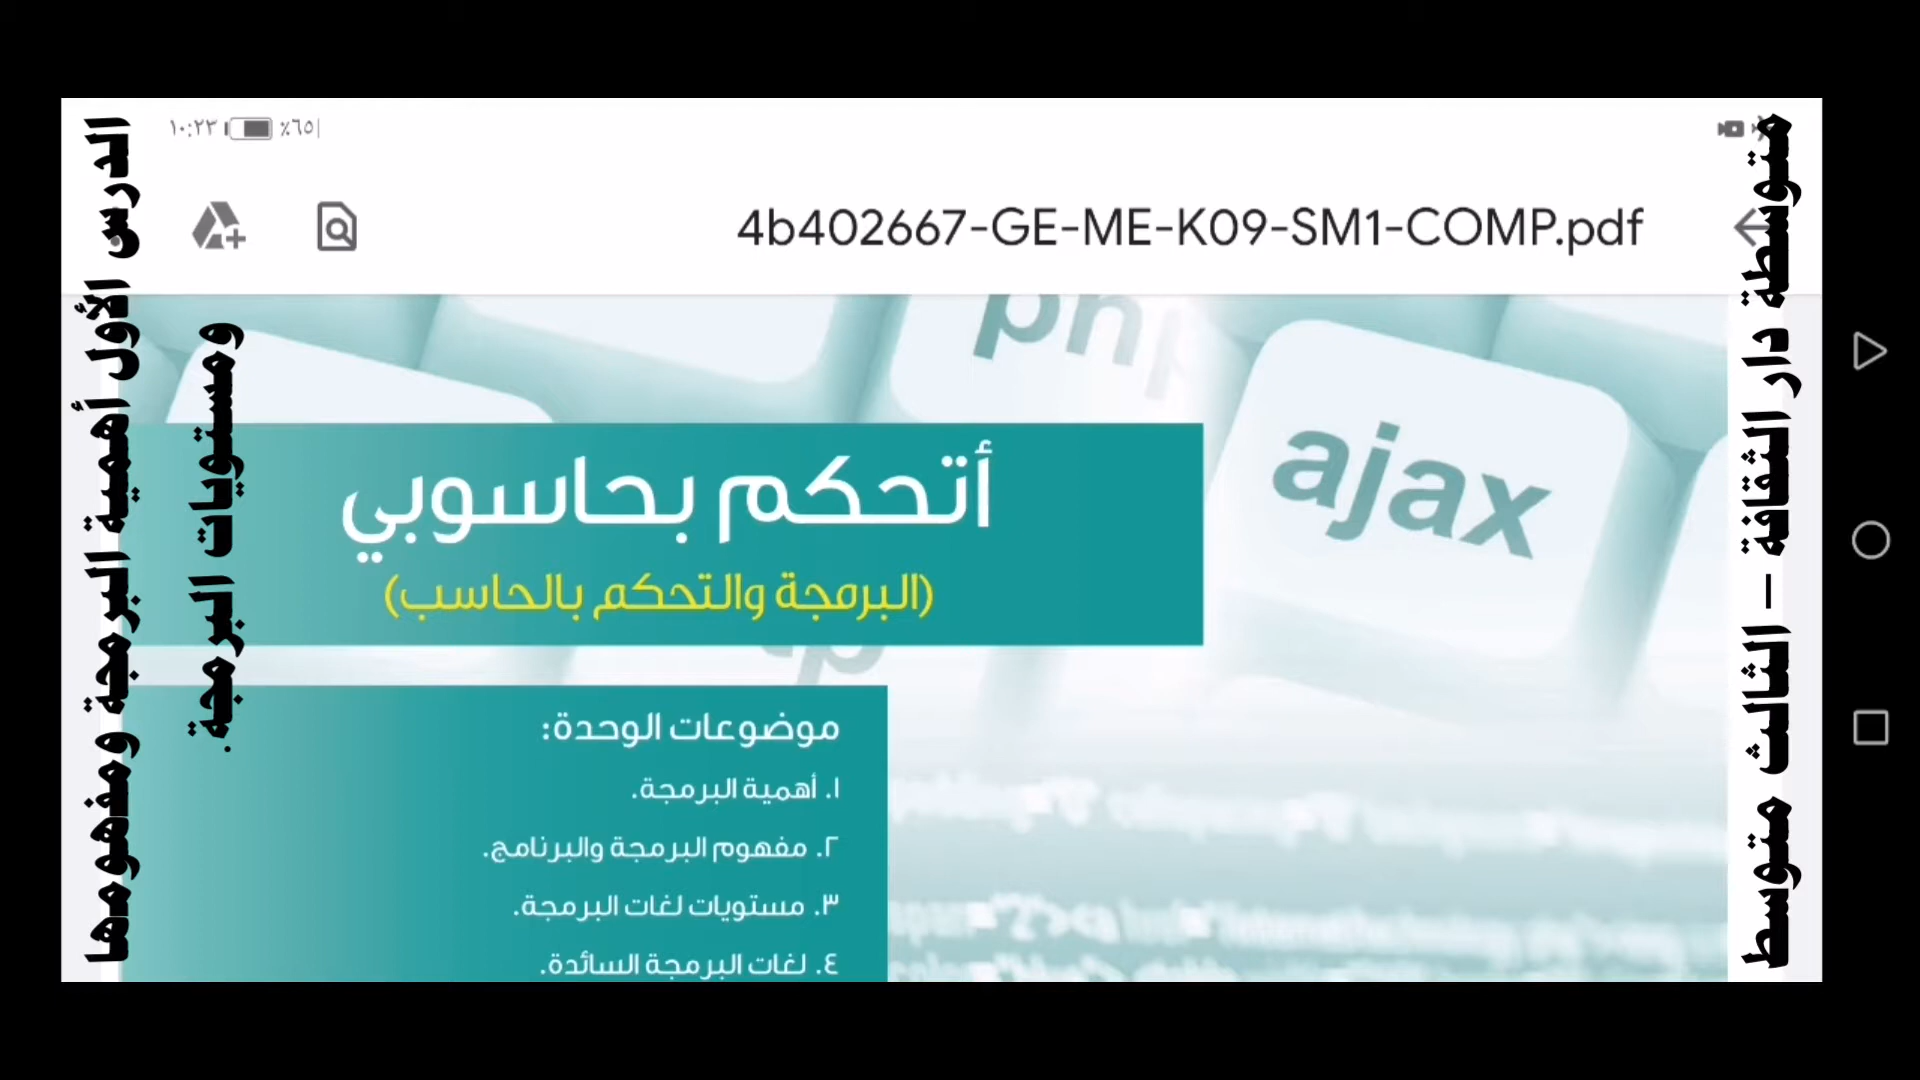 ١٠:٢٣
٪٦٥
4b402667-GE-ME-K09-SM1-COMP.pdf
متوسطة دار الثقافة – الثالث متوسط
الدرس الأول أهمية البرمجة ومفهومها
ومستويات البرمجة.
php
ajax
أتحكم بحاسوبي
(البرمجة والتحكم بالحاسب)
موضوعات الوحدة:
١. أهمية البرمجة.
٢. مفهوم البرمجة والبرنامج.
٣. مستويات لغات البرمجة.
٤. لغات البرمجة السائدة.